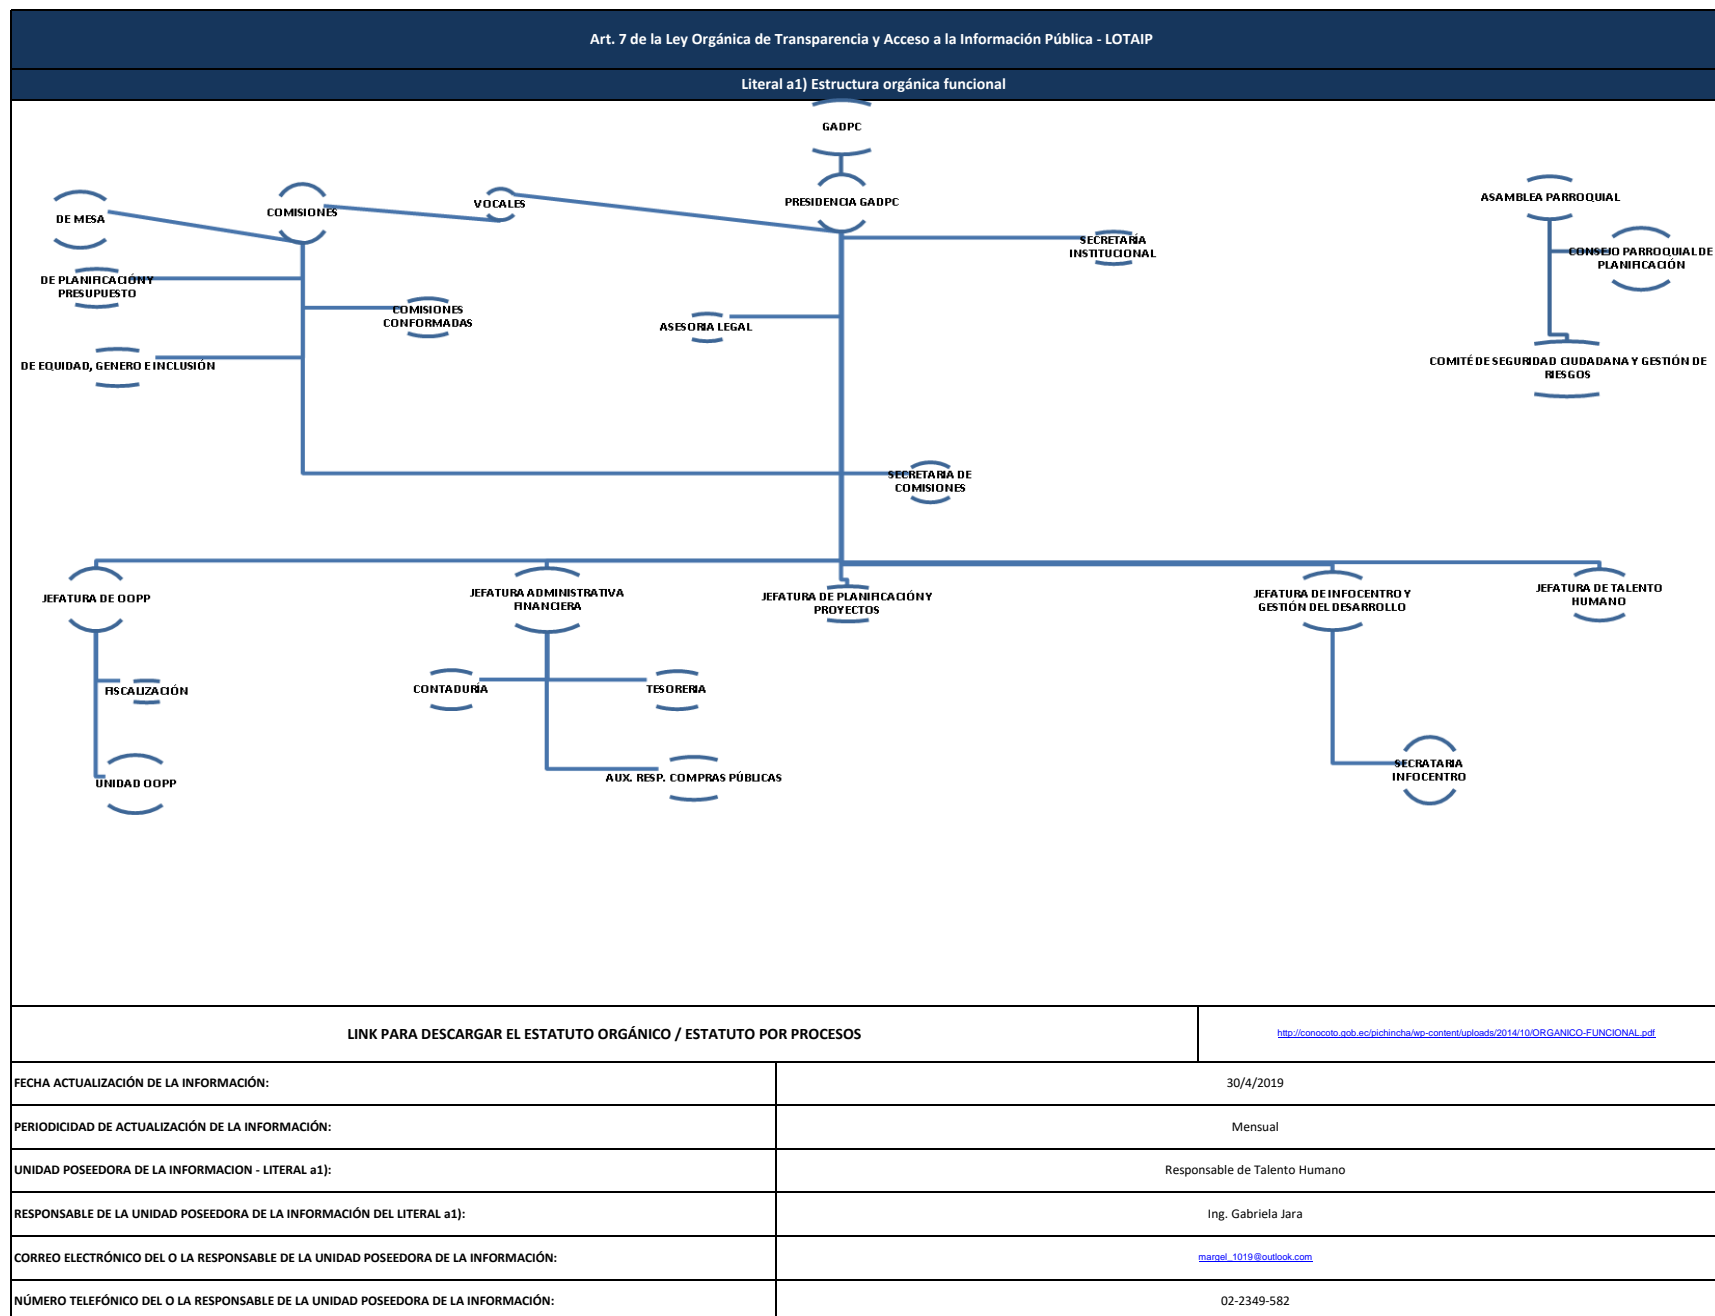 Art. 7 de la Ley Orgánica de Transparencia y Acceso a la Información Pública - LOTAIP
Literal a1) Estructura orgánica funcional
GADPC
PRESIDENCIA GADPC
VOCALES
COMISIONES
DE MESA
DE PLANIFICACIÓN Y
PRESUPUESTO
COMISIONES
CONFORMADAS
DE EQUIDAD, GENERO E INCLUSIÓN
SECRETARÍA
INSTITUCIONAL
ASESORIA LEGAL
SECRETARIA DE
COMISIONES
ASAMBLEA PARROQUIAL
CONSEJO PARROQUIAL DE
PLANIFICACIÓN
COMITÉ DE SEGURIDAD CIUDADANA Y GESTIÓN DE
RIESGOS
JEFATURA DE OOPP
FISCALIZACIÓN
UNIDAD OOPP
JEFATURA ADMINISTRATIVA
FINANCIERA
CONTADURÍA
TESORERIA
AUX. RESP. COMPRAS PÚBLICAS
JEFATURA DE PLANIFICACIÓN Y
PROYECTOS
JEFATURA DE INFOCENTRO Y
GESTIÓN DEL DESARROLLO
SECRATARIA
INFOCENTRO
JEFATURA DE TALENTO
HUMANO
LINK PARA DESCARGAR EL ESTATUTO ORGÁNICO / ESTATUTO POR PROCESOS
http://conocoto.gob.ec/pichincha/wp-content/uploads/2014/10/ORGANICO-FUNCIONAL.pdf
FECHA ACTUALIZACIÓN DE LA INFORMACIÓN:
30/4/2019
PERIODICIDAD DE ACTUALIZACIÓN DE LA INFORMACIÓN:
Mensual
UNIDAD POSEEDORA DE LA INFORMACION - LITERAL a1):
Responsable de Talento Humano
RESPONSABLE DE LA UNIDAD POSEEDORA DE LA INFORMACIÓN DEL LITERAL a1):
Ing. Gabriela Jara
CORREO ELECTRÓNICO DEL O LA RESPONSABLE DE LA UNIDAD POSEEDORA DE LA INFORMACIÓN:
margel_1019@outlook.com
NÚMERO TELEFÓNICO DEL O LA RESPONSABLE DE LA UNIDAD POSEEDORA DE LA INFORMACIÓN:
02-2349-582